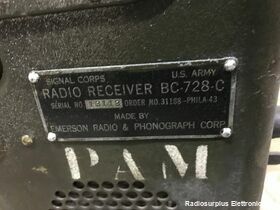 SIGNAL CORPS U.S. ARMY
RADIO RECEIVER BC-728-C
SERIAL NO ORDER NO. 31108-PHILA-43
MADE BY
EMERSON RADIO & PHONOGRAPH CORP
PAM
Radiosurplus Elettronica